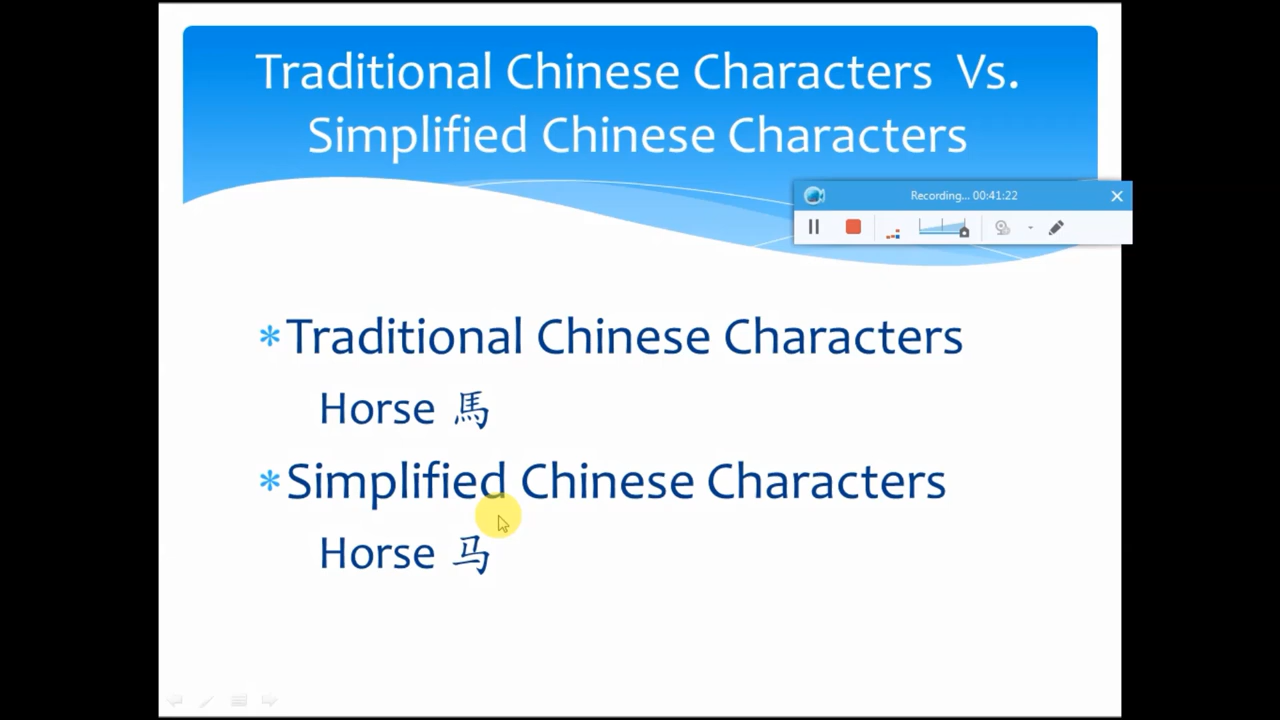 Traditional Chinese Characters Vs.
Simplified Chinese Characters
Recording... 00:41:22
*Traditional Chinese Characters
Horse 馬
*Simplified Chinese Characters
Horse 马